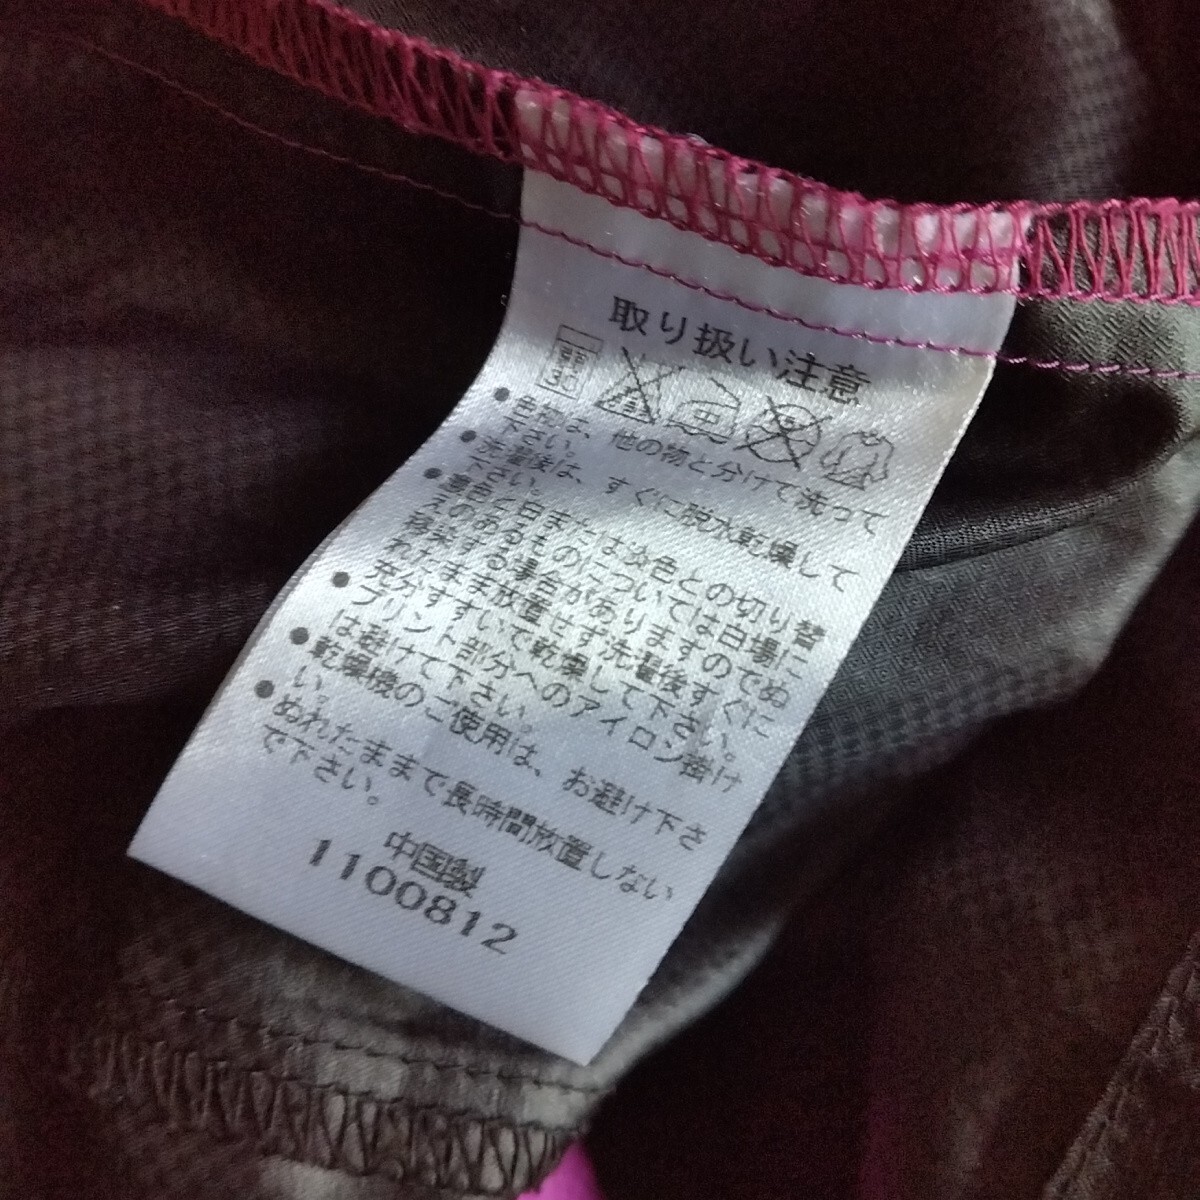 取り扱い注意
●色物は、他の物と分けて洗って
下さい。
●洗濯後は、すぐに脱水乾燥して
下さい。
●濃色と白または淡色との切り替
えのあるものについては白場に
移染する場合がありますのでぬ
れたまま放置せず洗濯後すぐに
充分すすいで乾燥して下さい。
●プリント部分へのアイロン掛け
は避けて下さい。
●乾燥機のご使用は、お避け下さ
い。
●ぬれたままで長時間放置しない
で下さい。
中国製
1100812